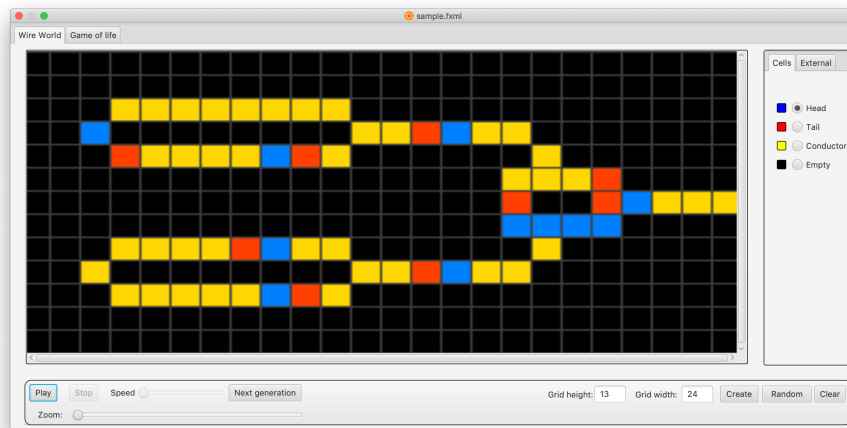 sample.fxml
Wire World Game of life
Cells External
Head
Tail
Conductor
Empty
Play Stop Speed Next generation Grid height: 13 Grid width: 24 Create Random Clear
Zoom: